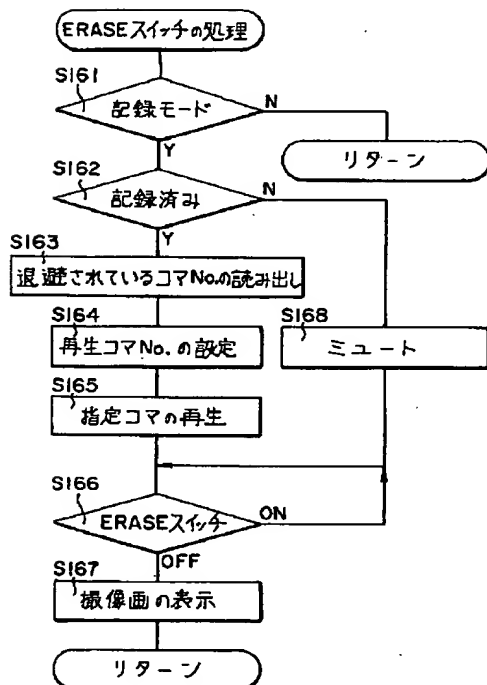 ERASEスイッチの処理
S161
記録モード
N
Y
リターン
S162
記録済み
N
Y
S163
退避されているコマNo.の読み出し
S164
再生コマNo.の設定
S168
ミュート
S165
指定コマの再生
S166
ERASEスイッチ
ON
OFF
S167
撮像画の表示
リターン